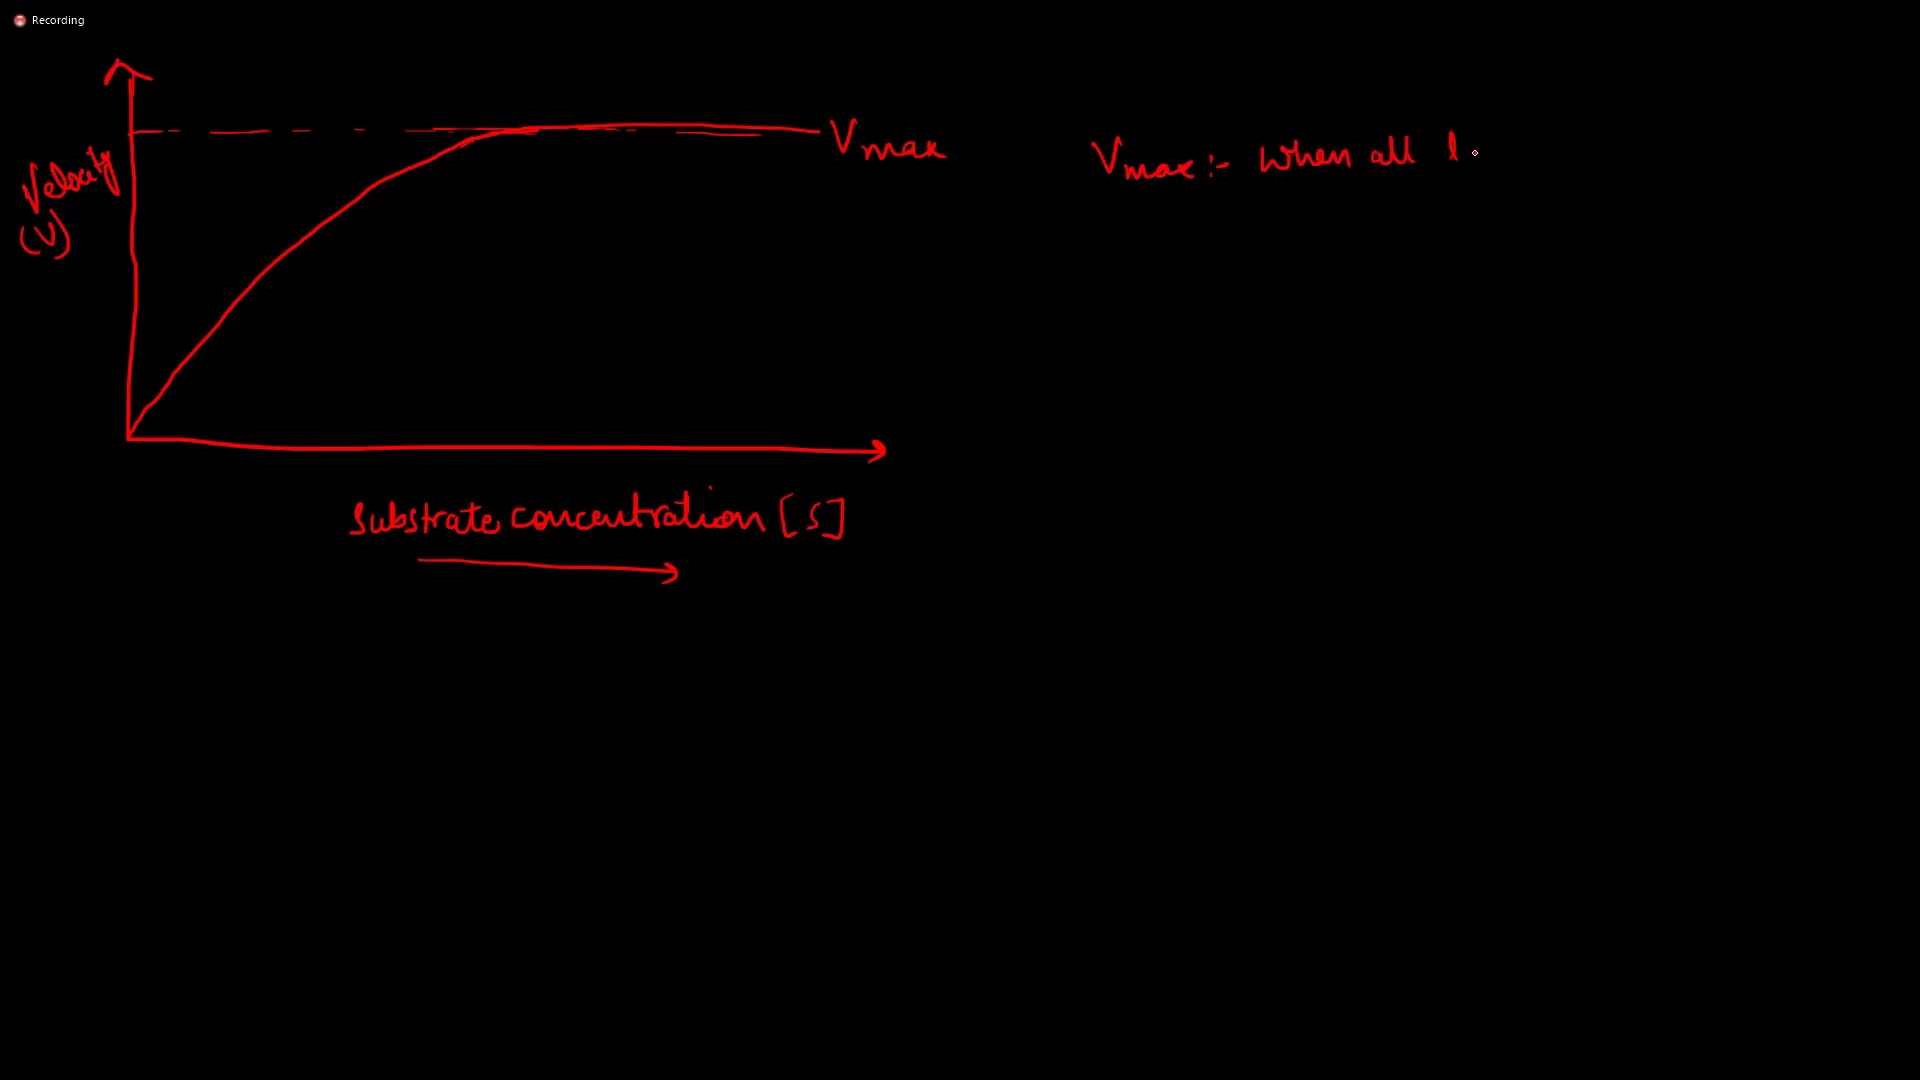 Recording
Vmax
Velocity
(V)
Vmax :- When all
Substrate concentration [S]